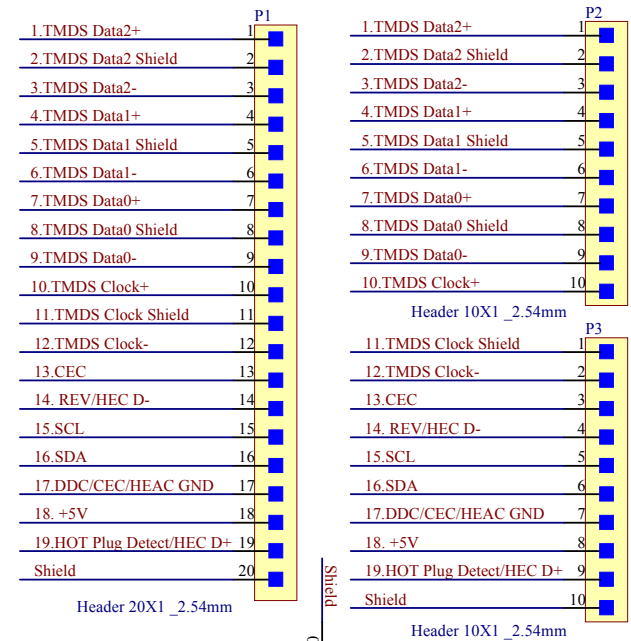 P1
1.TMDS Data2+ 1
2.TMDS Data2 Shield 2
3.TMDS Data2- 3
4.TMDS Data1+ 4
5.TMDS Data1 Shield 5
6.TMDS Data1- 6
7.TMDS Data0+ 7
8.TMDS Data0 Shield 8
9.TMDS Data0- 9
10.TMDS Clock+ 10
11.TMDS Clock Shield 11
12.TMDS Clock- 12
13.CEC 13
14. REV/HEC D- 14
15.SCL 15
16.SDA 16
17.DDC/CEC/HEAC GND 17
18. +5V 18
19.HOT Plug Detect/HEC D+ 19
Shield 20
Header 20X1 _2.54mm
P2
1.TMDS Data2+ 1
2.TMDS Data2 Shield 2
3.TMDS Data2- 3
4.TMDS Data1+ 4
5.TMDS Data1 Shield 5
6.TMDS Data1- 6
7.TMDS Data0+ 7
8.TMDS Data0 Shield 8
9.TMDS Data0- 9
10.TMDS Clock+ 10
Header 10X1 _2.54mm
P3
11.TMDS Clock Shield 1
12.TMDS Clock- 2
13.CEC 3
14. REV/HEC D- 4
15.SCL 5
16.SDA 6
17.DDC/CEC/HEAC GND 7
18. +5V 8
19.HOT Plug Detect/HEC D+ 9
Shield 10
Header 10X1 _2.54mm
Shield